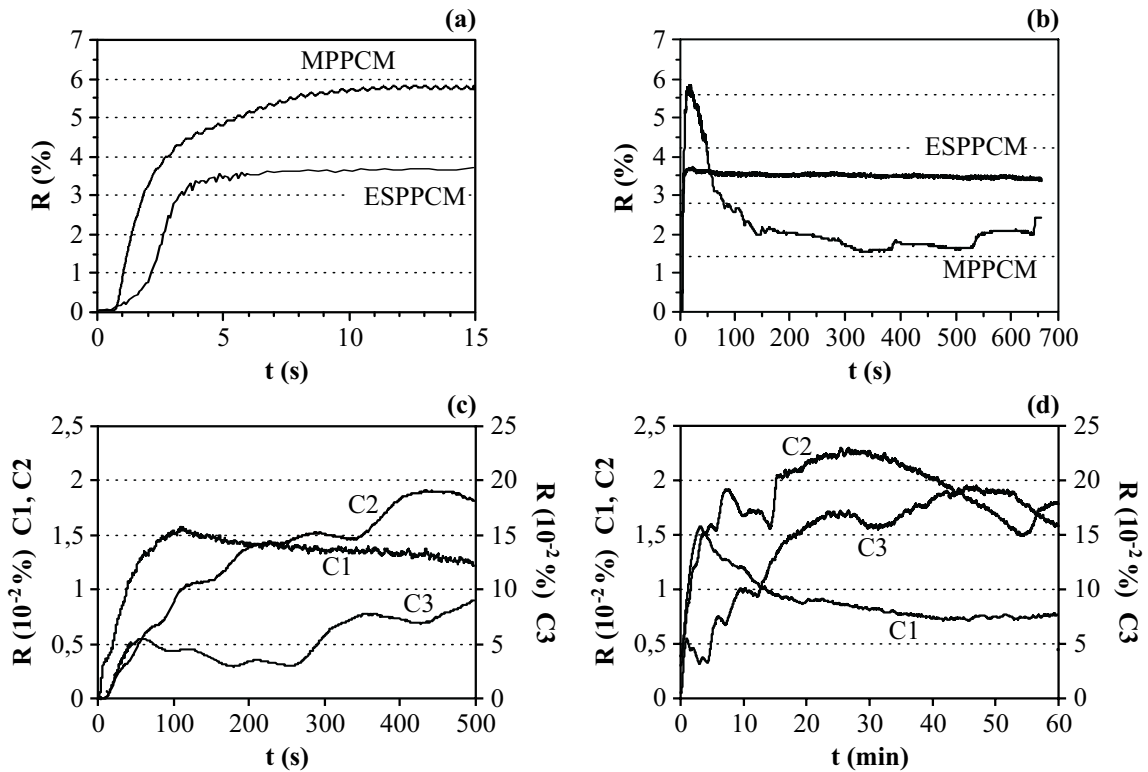 (a)
R (%)
7
6
5
4
3
2
1
0
MPPCM
ESPPCM
0 5 10 15
t (s)
(b)
R (%)
7
6
5
4
3
2
1
0
ESPPCM
MPPCM
0 100 200 300 400 500 600 700
t (s)
(c)
R (10-2 %) C1, C2
2,5
2
1,5
1
0,5
0
C2
C1
C3
25
20
15
10
5
0
R (10-2 %) C3
0 100 200 300 400 500
t (s)
(d)
R (10-2 %) C1, C2
2,5
2
1,5
1
0,5
0
C2
C3
C1
25
20
15
10
5
0
R (10-2 %) C3
0 10 20 30 40 50 60
t (min)